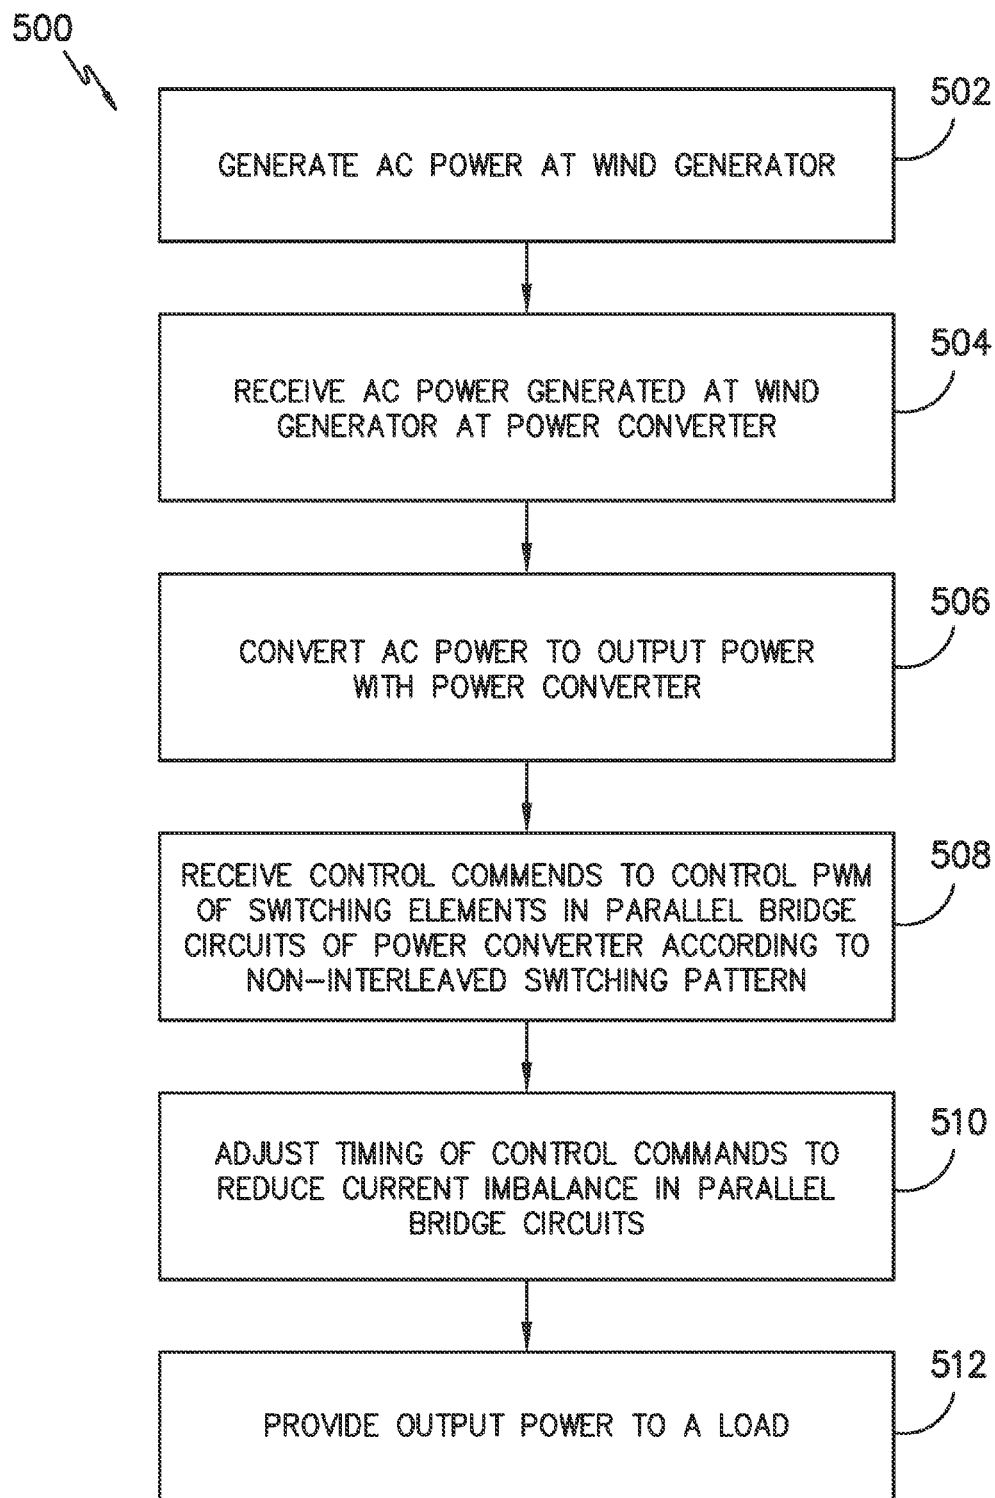 500
502
GENERATE AC POWER AT WIND GENERATOR
504
RECEIVE AC POWER GENERATED AT WIND
GENERATOR AT POWER CONVERTER
506
CONVERT AC POWER TO OUTPUT POWER
WITH POWER CONVERTER
508
RECEIVE CONTROL COMMENDS TO CONTROL PWM
OF SWITCHING ELEMENTS IN PARALLEL BRIDGE
CIRCUITS OF POWER CONVERTER ACCORDING TO
NON-INTERLEAVED SWITCHING PATTERN
510
ADJUST TIMING OF CONTROL COMMANDS TO
REDUCE CURRENT IMBALANCE IN PARALLEL
BRIDGE CIRCUITS
512
PROVIDE OUTPUT POWER TO A LOAD